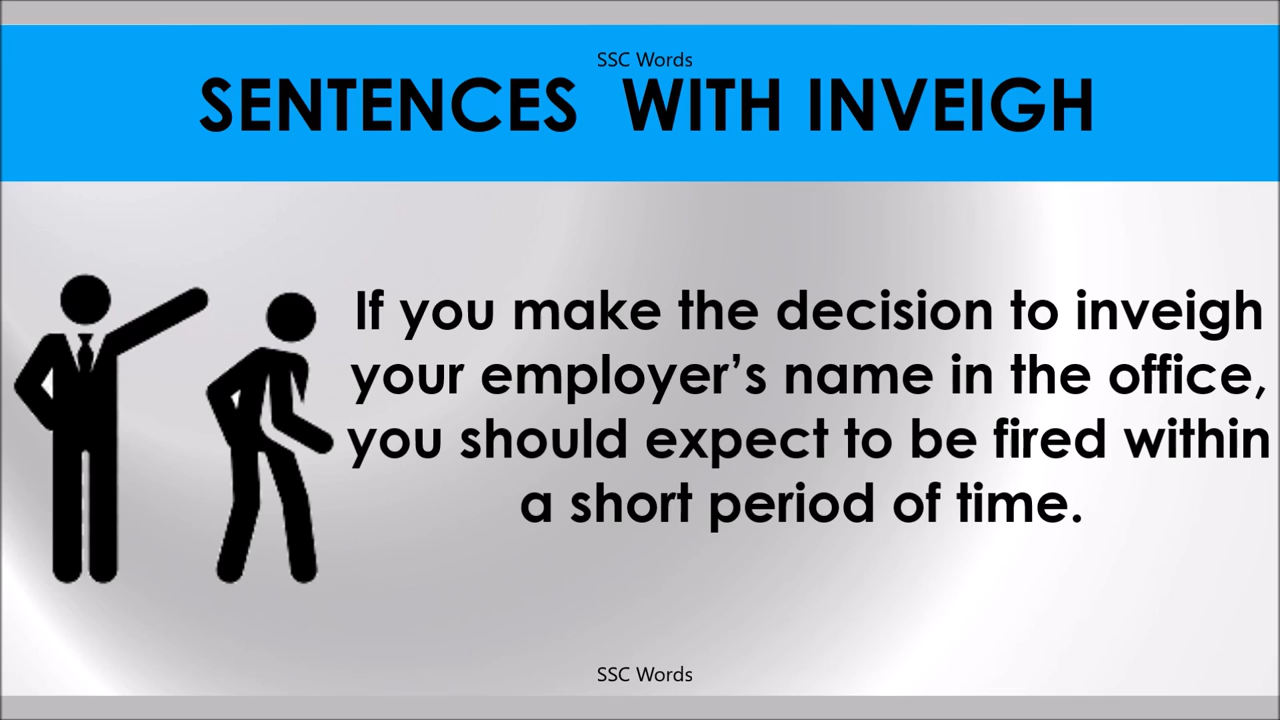 SSC Words
SENTENCES WITH INVEIGH
If you make the decision to inveigh
your employer’s name in the office,
you should expect to be fired within
a short period of time.
SSC Words